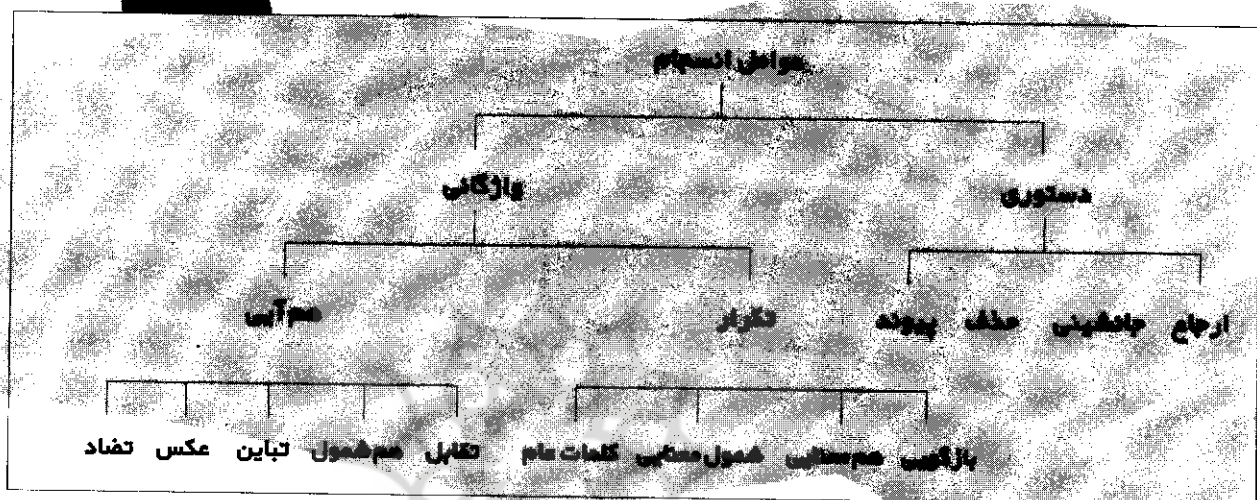 عوامل انسجام
دستوری واژگانی
ارجاع جانشینی حذف پیوند تکرار هم‌آیی
بازگویی هم‌معنایی شمول‌معنایی کلمات عام تقابل هم‌شمول تباین عکس تضاد